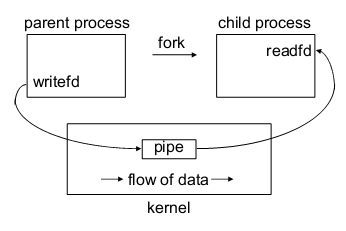 parent process
child process
fork
readfd
writefd
pipe
flow of data
kernel